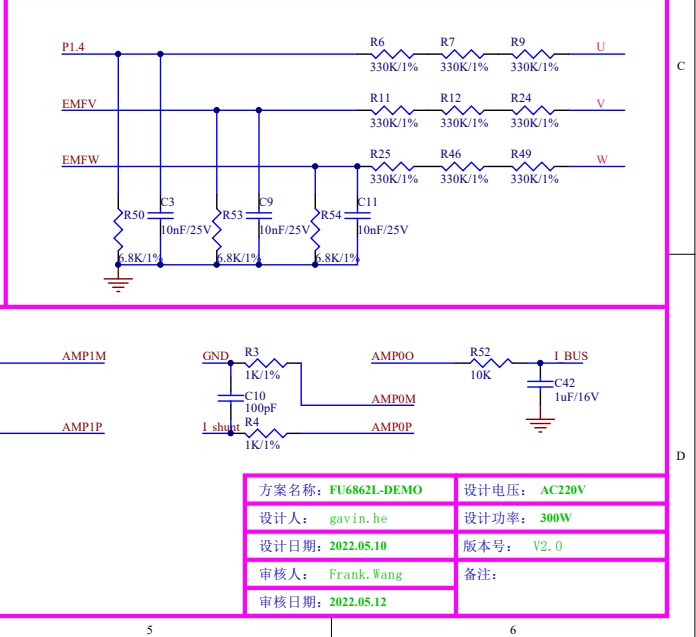 R6 R7 R9
P1.4 U
330K/1% 330K/1% 330K/1%
C
R11 R12 R24
EMFV V
330K/1% 330K/1% 330K/1%
R25 R46 R49
EMFW W
330K/1% 330K/1% 330K/1%
C3 C9 C11
R50 R53 R54
10nF/25V 10nF/25V 10nF/25V
6.8K/1% 6.8K/1% 6.8K/1%
AMP1M GND R3 AMP0O R52 I_BUS
1K/1% 10K
C42
1uF/16V
C10 AMP0M
100pF
AMP1P I_shunt R4 AMP0P
1K/1%
D
方案名称：FU6862L-DEMO 设计电压： AC220V
设计人： gavin.he 设计功率： 300W
设计日期：2022.05.10 版本号： V2.0
审核人： Frank.Wang 备注：
审核日期：2022.05.12
5 6